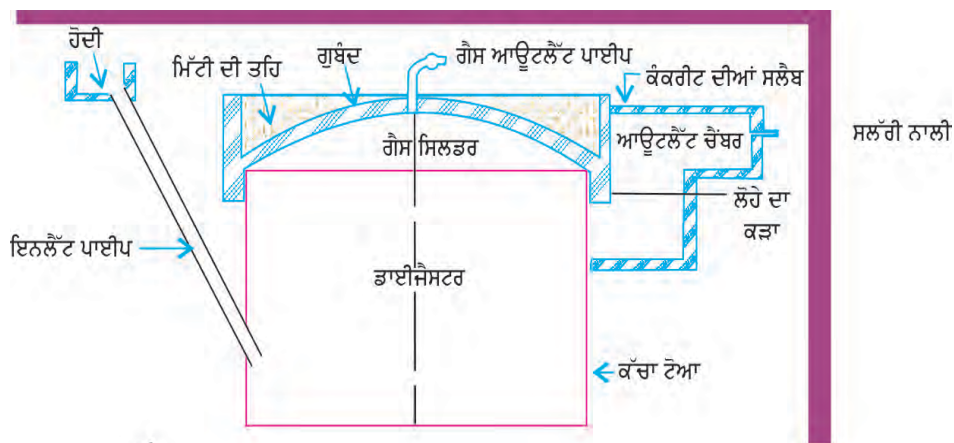 ਹੋਦੀ
ਮਿੱਟੀ ਦੀ ਤਹਿ
ਗੁਬੰਦ
ਗੈਸ ਆਊਟਲੈੱਟ ਪਾਈਪ
ਕੰਕਰੀਟ ਦੀਆਂ ਸਲੈਬ
ਗੈਸ ਸਿਲਡਰ
ਆਊਟਲੈੱਟ ਚੈਂਬਰ
ਸਲੱਰੀ ਨਾਲੀ
ਲੋਹੇ ਦਾ
ਕੜਾ
ਇਨਲੈੱਟ ਪਾਈਪ
ਡਾਈਜੈਸਟਰ
ਕੱਚਾ ਟੋਆ